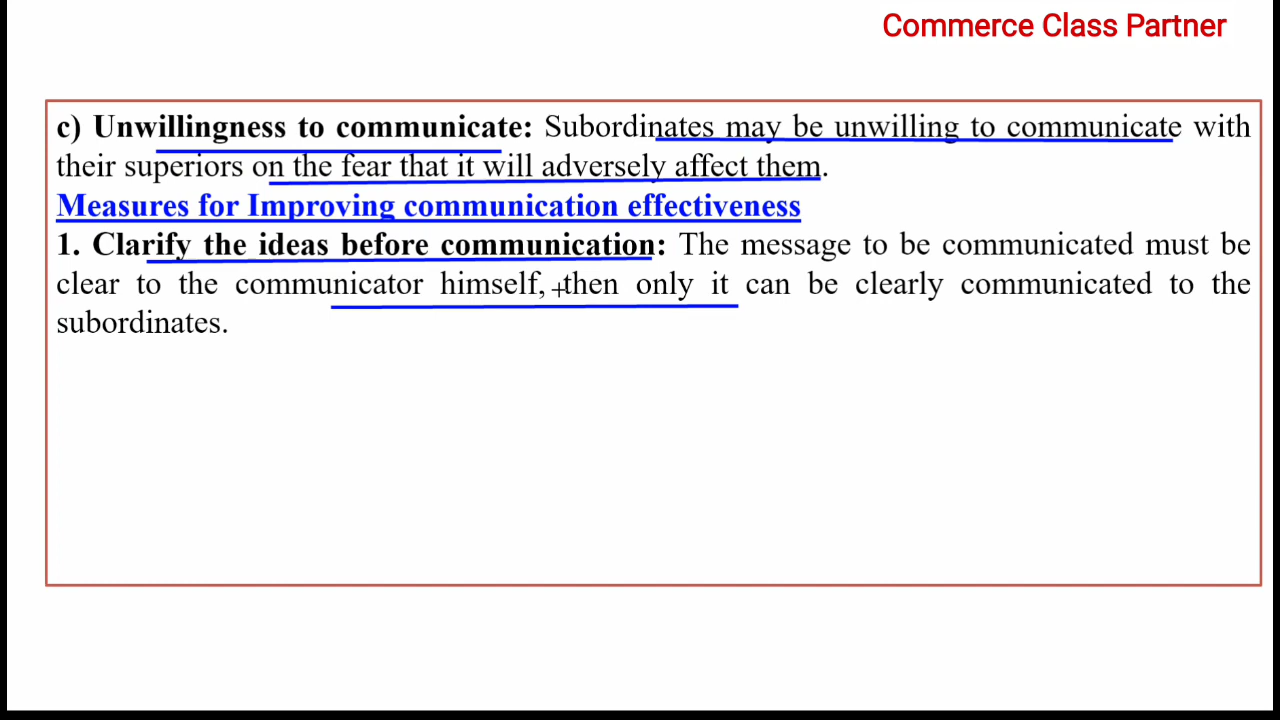 Commerce Class Partner
c) Unwillingness to communicate: Subordinates may be unwilling to communicate with
their superiors on the fear that it will adversely affect them.
Measures for Improving communication effectiveness
1. Clarify the ideas before communication: The message to be communicated must be
clear to the communicator himself, then only it can be clearly communicated to the
subordinates.